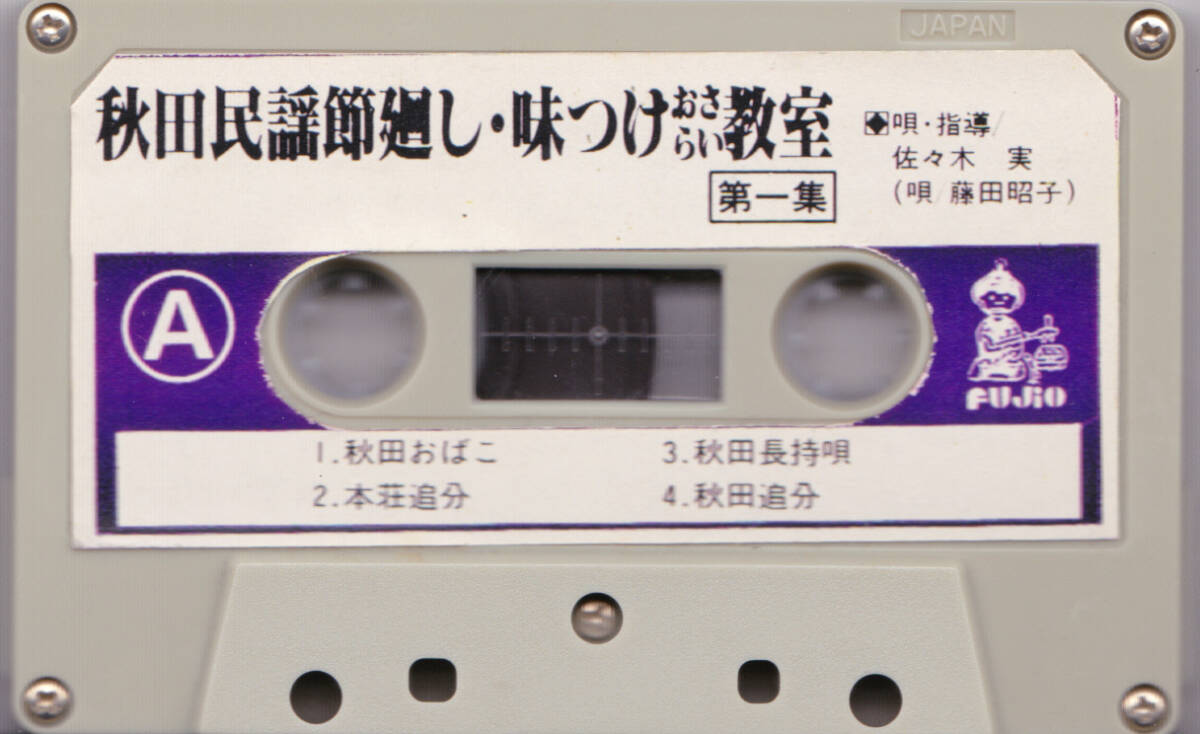 JAPAN
秋田民謡節廻し・味つけおさらい教室
第一集
◆唄・指導/
佐々木 実
(唄/藤田昭子)
A
FUJiO
1.秋田おばこ
2.本荘追分
3.秋田長持唄
4.秋田追分